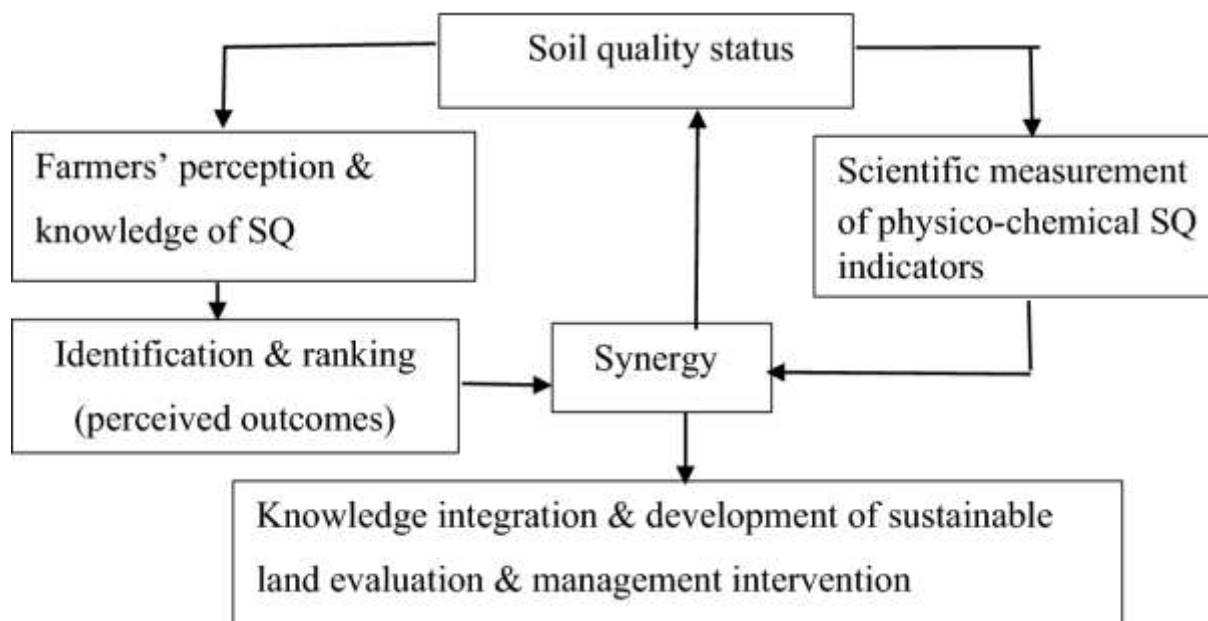 Soil quality status
Farmers’ perception &
knowledge of SQ
Scientific measurement
of physico-chemical SQ
indicators
Identification & ranking
(perceived outcomes)
Synergy
Knowledge integration & development of sustainable
land evaluation & management intervention